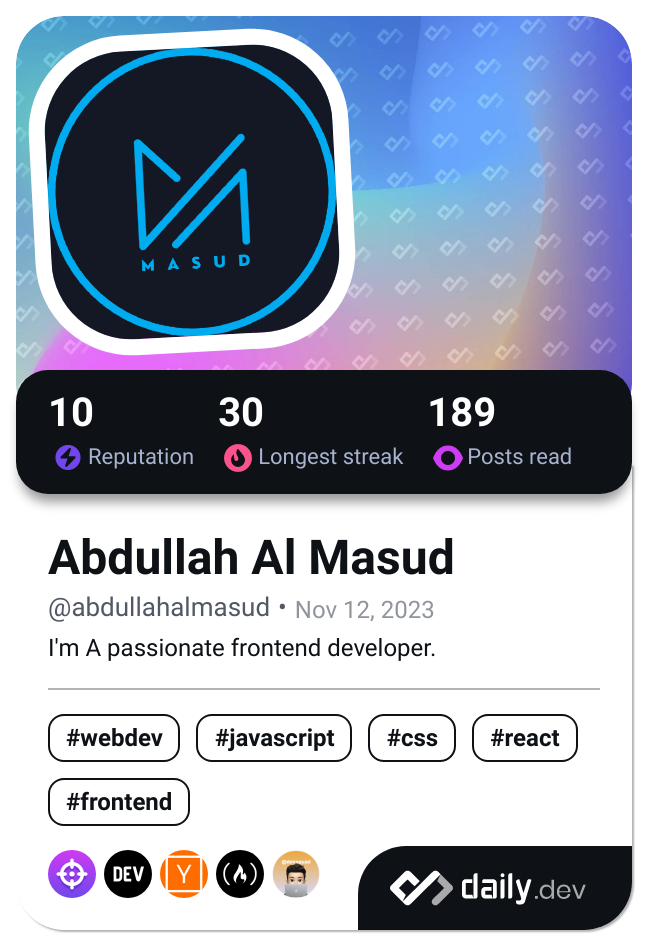 MASUD
10 30 189
Reputation Longest streak Posts read
Abdullah Al Masud
@abdullahalmasud • Nov 12, 2023
I'm A passionate frontend developer.
#webdev #javascript #css #react
#frontend
DEV Y
daily.dev